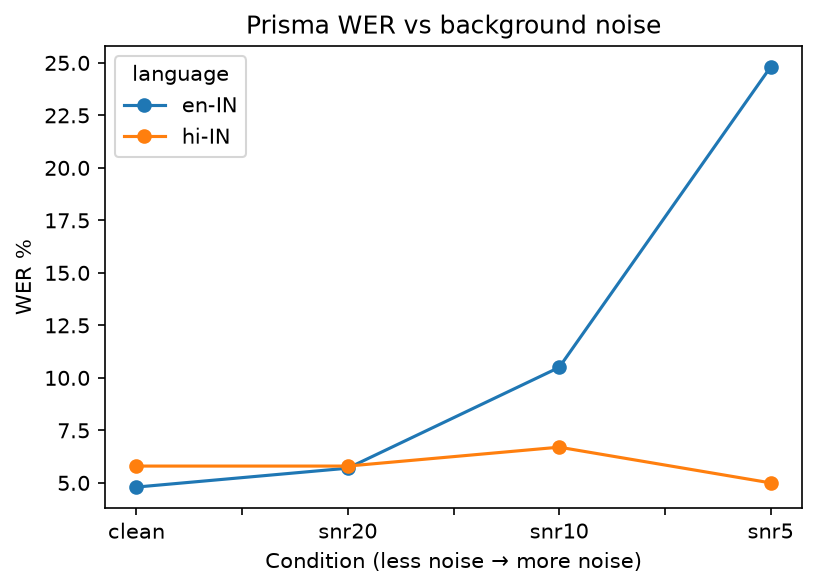 Prisma WER vs background noise
language
en-IN
hi-IN
WER %
25.0
22.5
20.0
17.5
15.0
12.5
10.0
7.5
5.0
clean snr20 snr10 snr5
Condition (less noise → more noise)